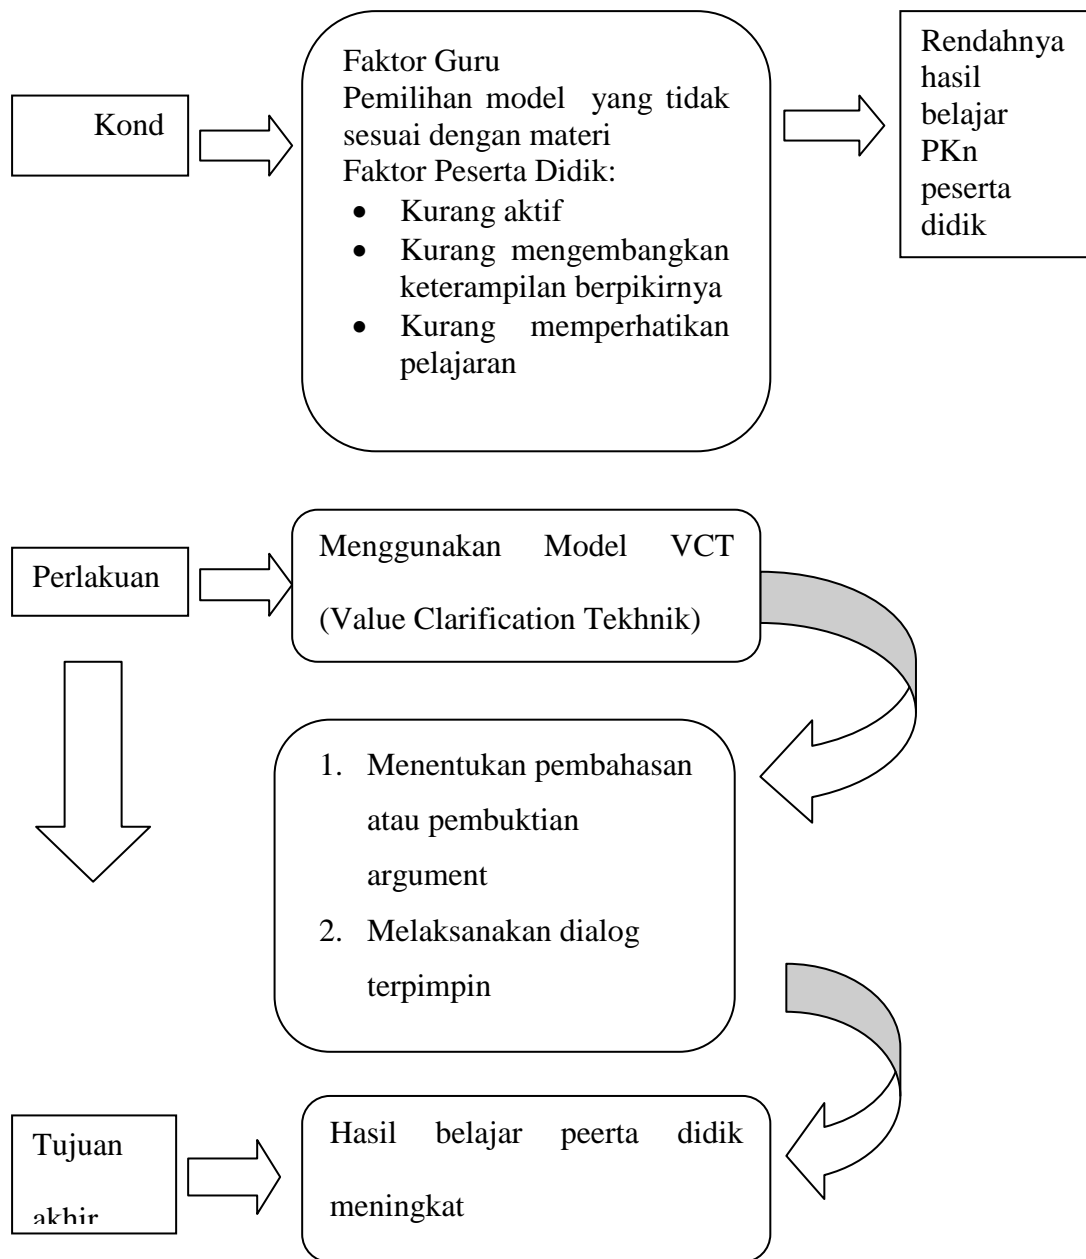 Kond
Faktor Guru
Pemilihan model yang tidak
sesuai dengan materi
Faktor Peserta Didik:
• Kurang aktif
• Kurang mengembangkan
keterampilan berpikirnya
• Kurang memperhatikan
pelajaran
Rendahnya
hasil
belajar
PKn
peserta
didik
Perlakuan
Menggunakan Model VCT
(Value Clarification Tekhnik)
1. Menentukan pembahasan
atau pembuktian
argument
2. Melaksanakan dialog
terpimpin
Tujuan
akhir
Hasil belajar peerta didik
meningkat